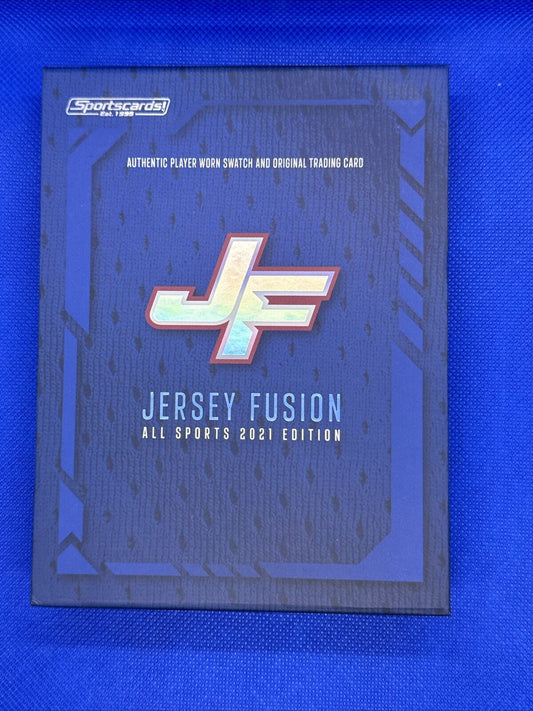 Sportscards!
Est. 1995
AUTHENTIC PLAYER WORN SWATCH AND ORIGINAL TRADING CARD
JF
JERSEY FUSION
ALL SPORTS 2021 EDITION